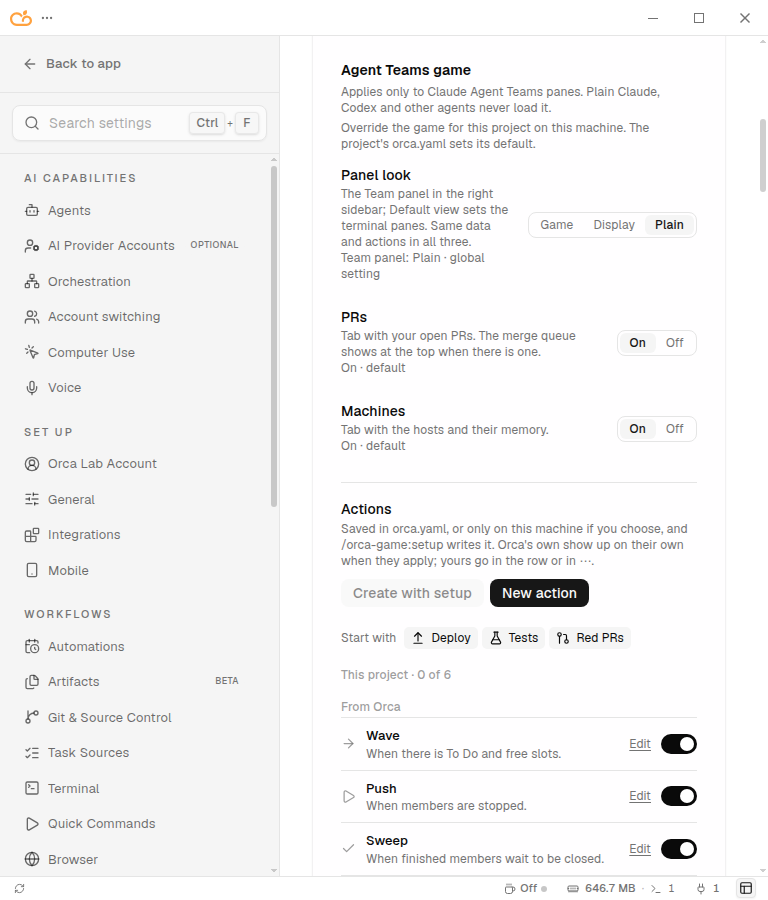 Back to app
Search settings
Ctrl + F
AI CAPABILITIES
Agents
AI Provider Accounts OPTIONAL
Orchestration
Account switching
Computer Use
Voice
SET UP
Orca Lab Account
General
Integrations
Mobile
WORKFLOWS
Automations
Artifacts BETA
Git & Source Control
Task Sources
Terminal
Quick Commands
Browser
Agent Teams game
Applies only to Claude Agent Teams panes. Plain Claude,
Codex and other agents never load it.
Override the game for this project on this machine. The
project's orca.yaml sets its default.
Panel look
The Team panel in the right
sidebar; Default view sets the
terminal panes. Same data
and actions in all three.
Team panel: Plain · global
setting
Game Display Plain
PRs
Tab with your open PRs. The merge queue
shows at the top when there is one.
On · default
On Off
Machines
Tab with the hosts and their memory.
On · default
On Off
Actions
Saved in orca.yaml, or only on this machine if you choose, and
/orca-game:setup writes it. Orca's own show up on their own
when they apply; yours go in the row or in ···.
Create with setup New action
Start with Deploy Tests Red PRs
This project · 0 of 6
From Orca
Wave
When there is To Do and free slots.
Edit
Push
When members are stopped.
Edit
Sweep
When finished members wait to be closed.
Edit
Off 646.7 MB · 1 1